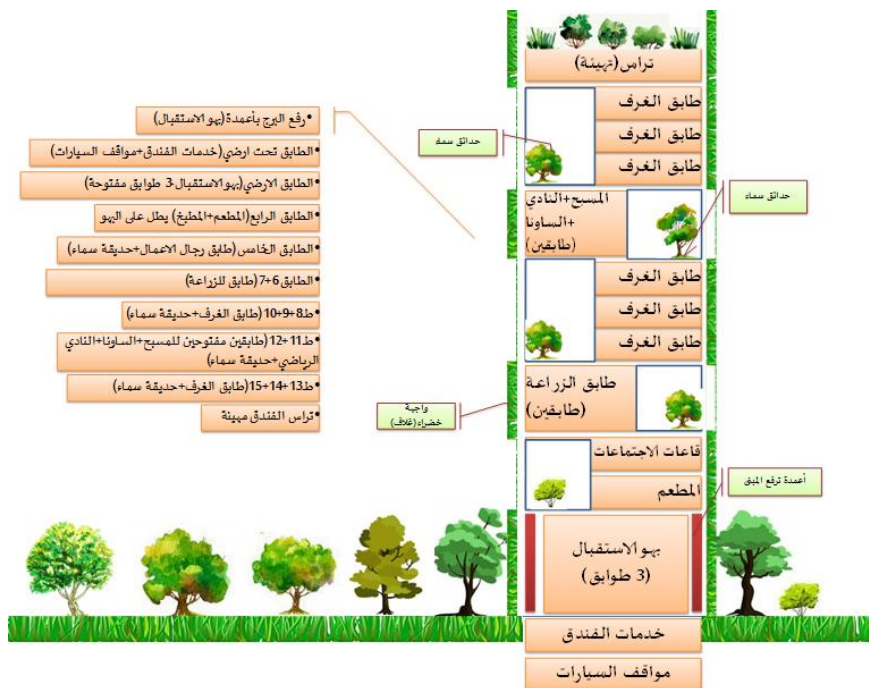 تراس(تهيئة)
طابق الغرف
طابق الغرف
طابق الغرف
حدائق سماء
المسبح+النادي
+الساونا
(طابقين)
حدائق سماء
طابق الغرف
طابق الغرف
طابق الغرف
طابق الزراعة
(طابقين)
واجهة
خضراء(غلاف)
قاعات الاجتماعات
المطعم
أعمدة ترفع المبنى
بهو الاستقبال
(3 طوابق)
خدمات الفندق
مواقف السيارات
•رفع البرج بأعمدة(بهو الاستقبال)
•الطابق تحت ارضي(خدمات الفندق+مواقف السيارات)
•الطابق الارضي(بهو الاستقبال-3 طوابق مفتوحة)
•الطابق الرابع(المطعم+المطبخ) يطل على البهو
•الطابق الخامس(طابق رجال الاعمال+حديقة سماء)
•الطابق 6+7(طابق للزراعة)
•ط8+9+10(طابق الغرف+حديقة سماء)
•ط11+12(طابقين مفتوحين للمسبح+الساونا+النادي
الرياضي+حديقة سماء)
•ط13+14+15(طابق الغرف+حديقة سماء)
•تراس الفندق مهيئة